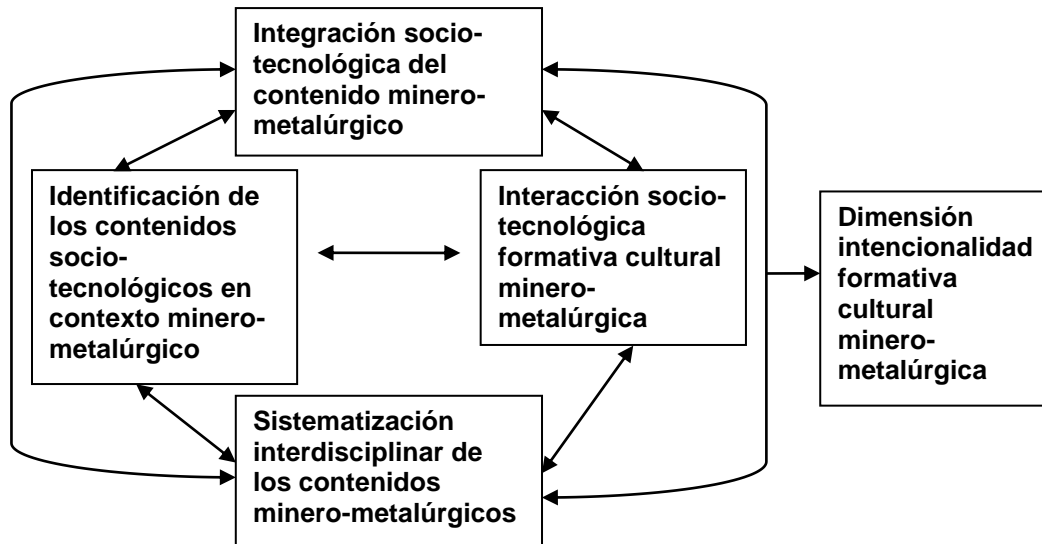 Integración socio-
tecnológica del
contenido minero-
metalúrgico
Identificación de
los contenidos
socio-
tecnológicos en
contexto minero-
metalúrgico
Interacción socio-
tecnológica
formativa cultural
minero-
metalúrgica
Dimensión
intencionalidad
formativa
cultural
minero-
metalúrgica
Sistematización
interdisciplinar de
los contenidos
minero-metalúrgicos